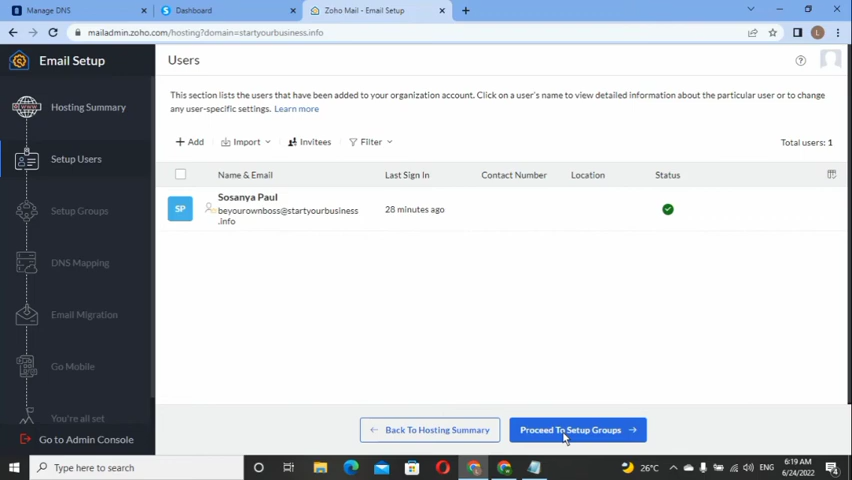 Manage DNS
Dashboard
Zoho Mail - Email Setup
mailadmin.zoho.com/hosting?domain=startyourbusiness.info
L
Email Setup
Users
Hosting Summary
This section lists the users that have been added to your organization account. Click on a user's name to view detailed information about the particular user or to change
any user-specific settings. Learn more
Add
Import
Invitees
Filter
Total users: 1
Setup Users
Name & Email
Last Sign In
Contact Number
Location
Status
SP
Sosanya Paul
beyourownboss@startyourbusiness
.info
28 minutes ago
Setup Groups
DNS Mapping
Email Migration
Go Mobile
You're all set
Back To Hosting Summary
Proceed To Setup Groups
Go to Admin Console
Type here to search
26°C
ENG
6:19 AM
6/24/2022
4